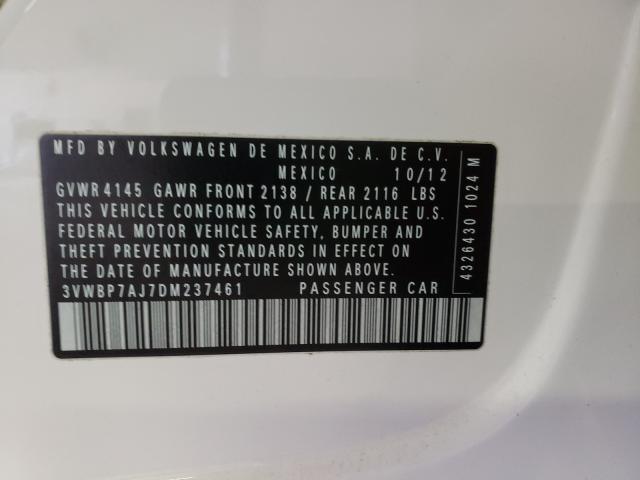 MFD BY VOLKSWAGEN DE MEXICO S.A. DE C.V.
MEXICO 10/12
GVWR 4145 GAWR FRONT 2138 / REAR 2116 LBS
THIS VEHICLE CONFORMS TO ALL APPLICABLE U.S.
FEDERAL MOTOR VEHICLE SAFETY, BUMPER AND
THEFT PREVENTION STANDARDS IN EFFECT ON
THE DATE OF MANUFACTURE SHOWN ABOVE.
3VWBP7AJ7DM237461 PASSENGER CAR
4326430 1024 M